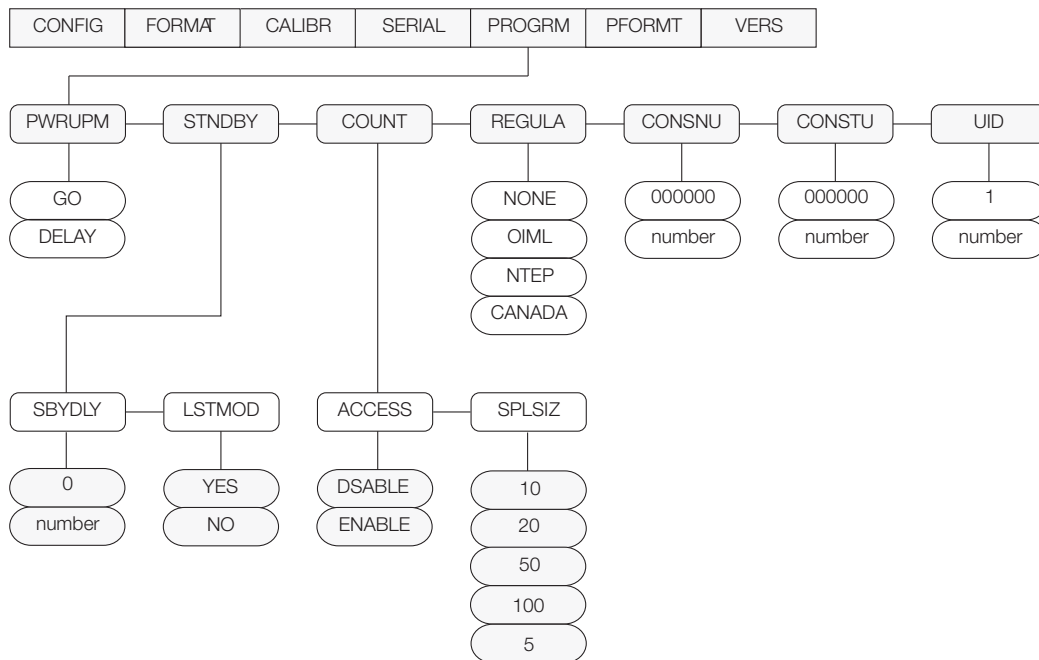 CONFIG FORMAT CALIBR SERIAL PROGRM PFORMT VERS
PWRUPM STNDBY COUNT REGULA CONSNU CONSTU UID
GO NONE 000000 000000 1
DELAY OIML number number number
NTEP
CANADA
SBYDLY LSTMOD ACCESS SPLSIZ
0 YES DSABLE 10
number NO ENABLE 20
50
100
5